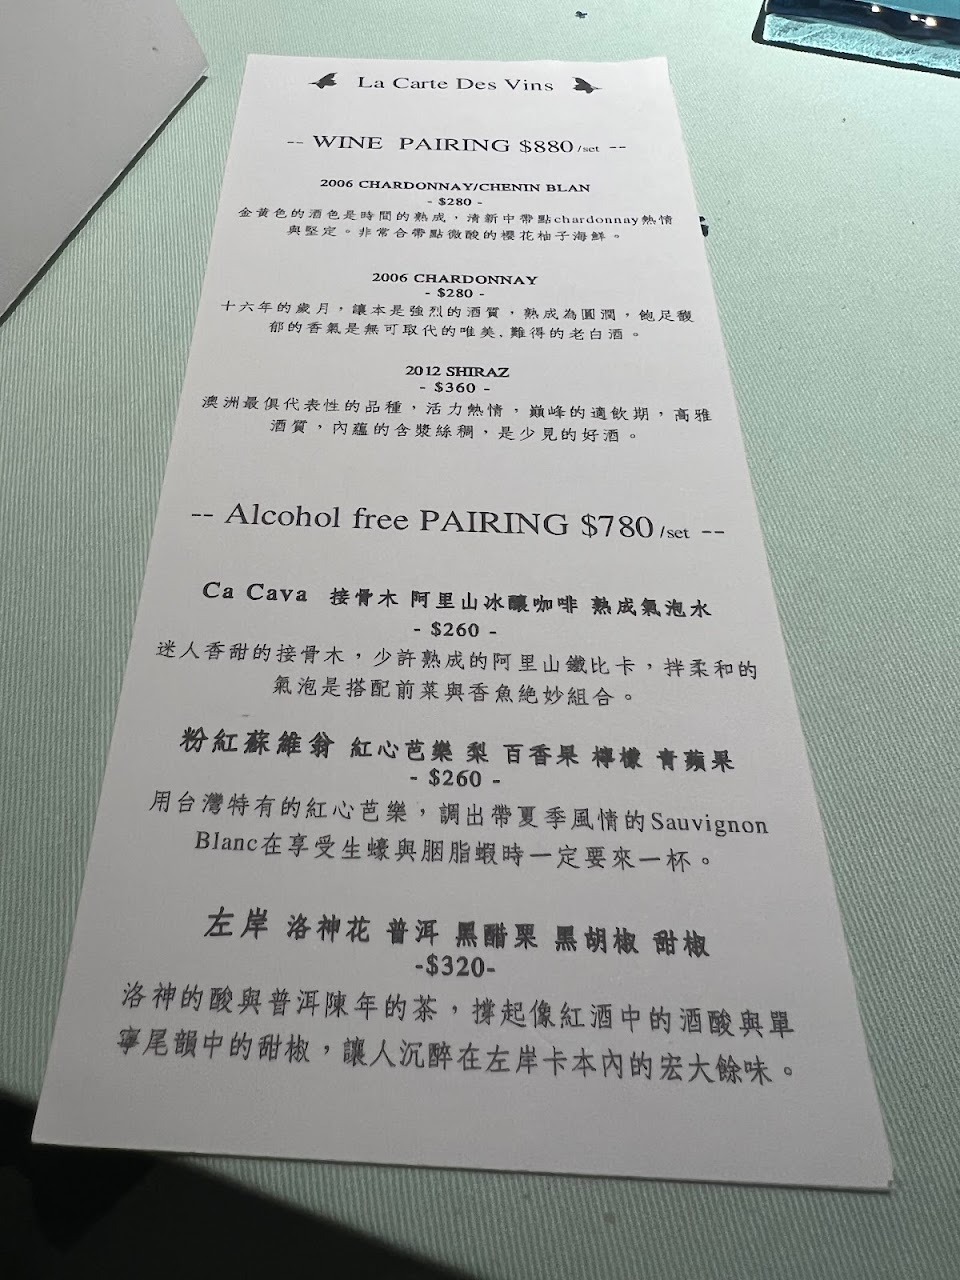 La Carte Des Vins
-- WINE PAIRING $880 /set --
2006 CHARDONNAY/CHENIN BLAN
- $280 -
金黃色的酒色是時間的熟成，清新中帶點chardonnay熱情
與堅定。非常合帶點微酸的櫻花柚子海鮮。
2006 CHARDONNAY
- $280 -
十六年的歲月，讓本是強烈的酒質，熟成為圓潤，飽足馥
郁的香氣是無可取代的唯美,難得的老白酒。
2012 SHIRAZ
- $360 -
澳洲最俱代表性的品種，活力熱情，巔峰的適飲期，高雅
酒質，內蘊的含漿絲稠，是少見的好酒。
-- Alcohol free PAIRING $780 /set --
Ca Cava 接骨木 阿里山冰釀咖啡 熟成氣泡水
- $260 -
迷人香甜的接骨木，少許熟成的阿里山鐵比卡，拌柔和的
氣泡是搭配前菜與香魚絕妙組合。
粉紅蘇維翁 紅心芭樂 梨 百香果 檸檬 青蘋果
- $260 -
用台灣特有的紅心芭樂，調出帶夏季風情的Sauvignon
Blanc在享受生蠔與胭脂蝦時一定要來一杯。
左岸 洛神花 普洱 黑醋栗 黑胡椒 甜椒
-$320-
洛神的酸與普洱陳年的茶，撐起像紅酒中的酒酸與單
寧尾韻中的甜椒，讓人沉醉在左岸卡本內的宏大餘味。